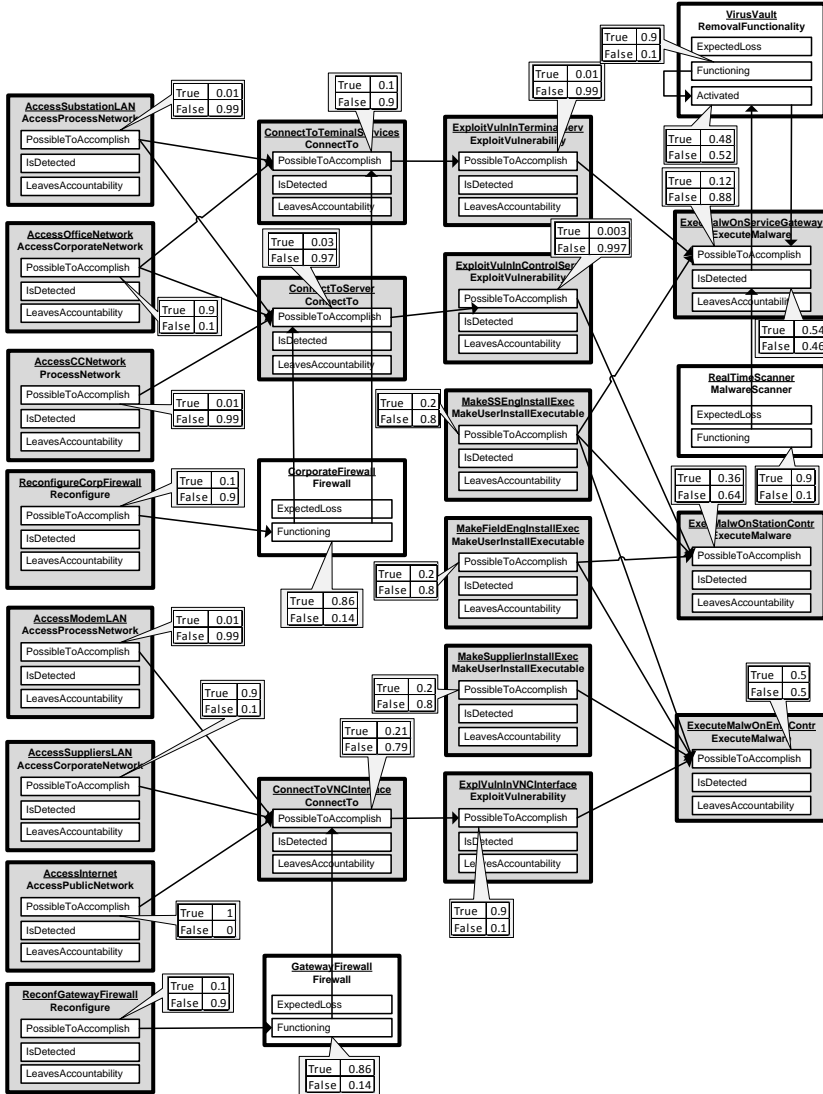 VirusVault
RemovalFunctionality
ExpectedLoss
Functioning
Activated
True 0.9
False 0.1
True 0.48
False 0.52
AccessSubstationLAN
AccessProcessNetwork
PossibleToAccomplish
IsDetected
LeavesAccountability
True 0.01
False 0.99
ConnectToTeminalServices
ConnectTo
PossibleToAccomplish
IsDetected
LeavesAccountability
True 0.1
False 0.9
ExploitVulnInTerminalServ
ExploitVulnerability
PossibleToAccomplish
IsDetected
LeavesAccountability
True 0.01
False 0.99
True 0.12
False 0.88
ExecMalwOnServiceGateway
ExecuteMalware
PossibleToAccomplish
IsDetected
LeavesAccountability
True 0.54
False 0.46
AccessOfficeNetwork
AccessCorporateNetwork
PossibleToAccomplish
IsDetected
LeavesAccountability
True 0.9
False 0.1
True 0.03
False 0.97
ConnectToServer
ConnectTo
PossibleToAccomplish
IsDetected
LeavesAccountability
True 0.003
False 0.997
ExploitVulnInControlServ
ExploitVulnerability
PossibleToAccomplish
IsDetected
LeavesAccountability
AccessCCNetwork
ProcessNetwork
PossibleToAccomplish
IsDetected
LeavesAccountability
True 0.01
False 0.99
True 0.2
False 0.8
MakeSSEngInstallExec
MakeUserInstallExecutable
PossibleToAccomplish
IsDetected
LeavesAccountability
RealTimeScanner
MalwareScanner
ExpectedLoss
Functioning
True 0.9
False 0.1
ReconfigureCorpFirewall
Reconfigure
PossibleToAccomplish
IsDetected
LeavesAccountability
True 0.1
False 0.9
CorporateFirewall
Firewall
ExpectedLoss
Functioning
True 0.86
False 0.14
MakeFieldEngInstallExec
MakeUserInstallExecutable
PossibleToAccomplish
IsDetected
LeavesAccountability
True 0.2
False 0.8
True 0.36
False 0.64
ExecMalwOnStationContr
ExecuteMalware
PossibleToAccomplish
IsDetected
LeavesAccountability
AccessModemLAN
AccessProcessNetwork
PossibleToAccomplish
IsDetected
LeavesAccountability
True 0.01
False 0.99
MakeSupplierInstallExec
MakeUserInstallExecutable
PossibleToAccomplish
IsDetected
LeavesAccountability
True 0.2
False 0.8
True 0.5
False 0.5
ExecuteMalwOnEmbContr
ExecuteMalware
PossibleToAccomplish
IsDetected
LeavesAccountability
True 0.9
False 0.1
AccessSuppliersLAN
AccessCorporateNetwork
PossibleToAccomplish
IsDetected
LeavesAccountability
True 0.21
False 0.79
ConnectToVNCInterface
ConnectTo
PossibleToAccomplish
IsDetected
LeavesAccountability
ExplVulnInVNCInterface
ExploitVulnerability
PossibleToAccomplish
IsDetected
LeavesAccountability
True 0.9
False 0.1
AccessInternet
AccessPublicNetwork
PossibleToAccomplish
IsDetected
LeavesAccountability
True 1
False 0
ReconfGatewayFirewall
Reconfigure
PossibleToAccomplish
IsDetected
LeavesAccountability
True 0.1
False 0.9
GatewayFirewall
Firewall
ExpectedLoss
Functioning
True 0.86
False 0.14